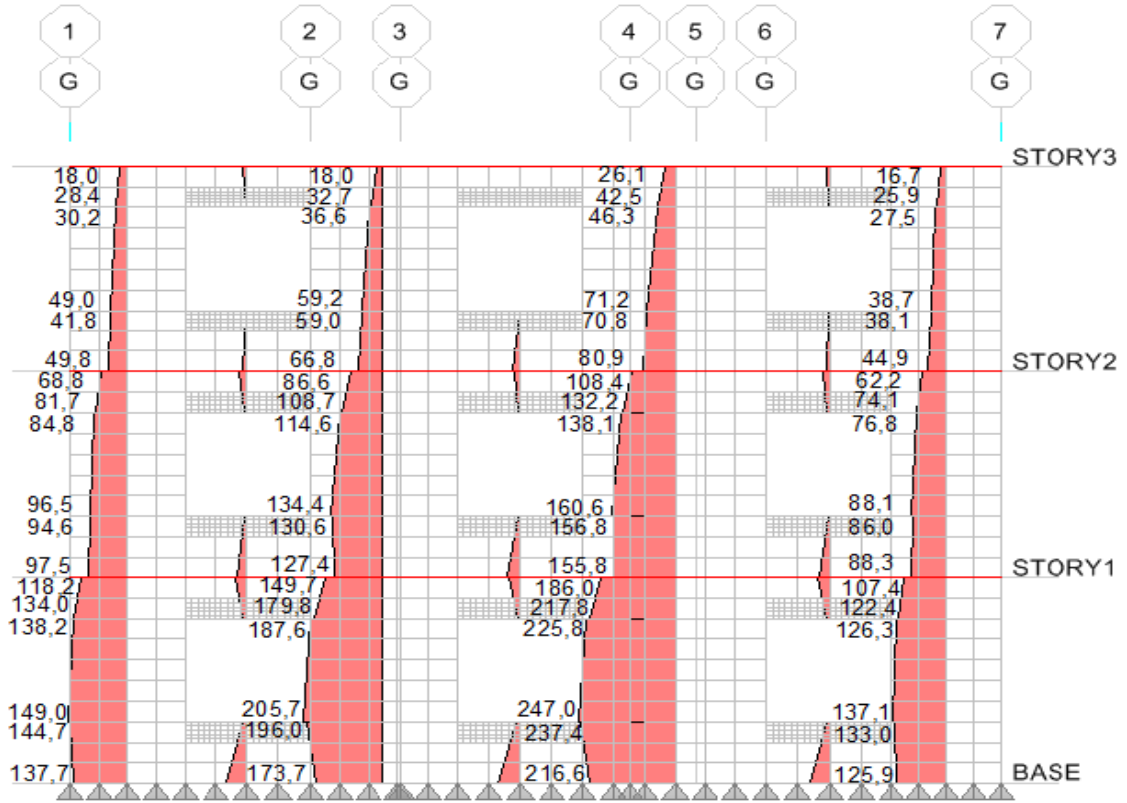 1 2 3 4 5 6 7
G G G G G G G
STORY3
18,0 18,0 26,1 16,7
28,4 32,7 42,5 25,9
30,2 36,6 46,3 27,5
49,0 59,2 71,2 38,7
41,8 59,0 70,8 38,1
49,8 66,8 80,9 44,9
STORY2
68,8 86,6 108,4 62,2
81,7 108,7 132,2 74,1
84,8 114,6 138,1 76,8
96,5 134,4 160,6 88,1
94,6 130,6 156,8 86,0
97,5 127,4 155,8 88,3
STORY1
118,2 149,7 186,0 107,4
134,0 179,8 217,8 122,4
138,2 187,6 225,8 126,3
149,0 205,7 247,0 137,1
144,7 196,0 237,4 133,0
137,7 173,7 216,6 125,9
BASE